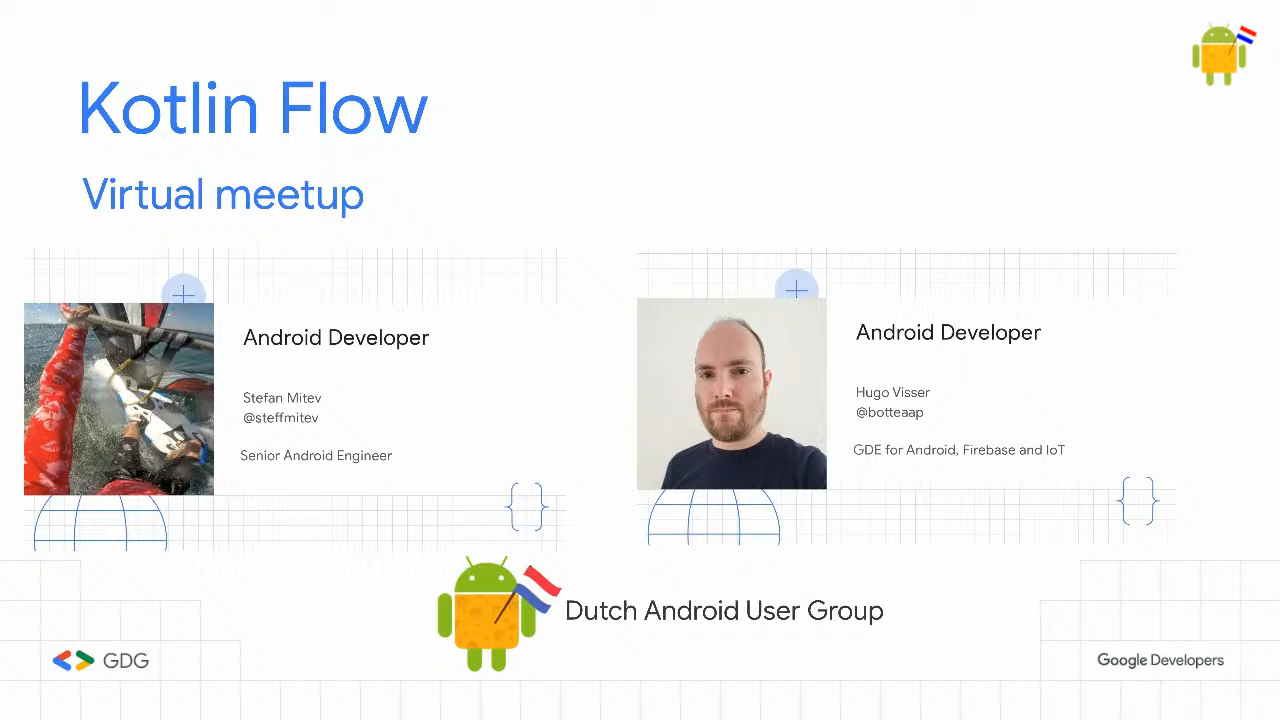 Kotlin Flow
Virtual meetup
Android Developer
Stefan Mitev
@steffmitev
Senior Android Engineer
Android Developer
Hugo Visser
@botteaap
GDE for Android, Firebase and IoT
{ }
{ }
Dutch Android User Group
GDG
Google Developers